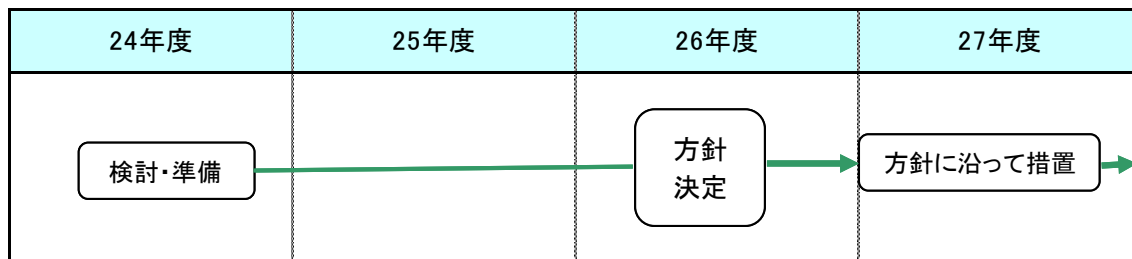 24年度
25年度
26年度
27年度
検討・準備
方針
決定
方針に沿って措置